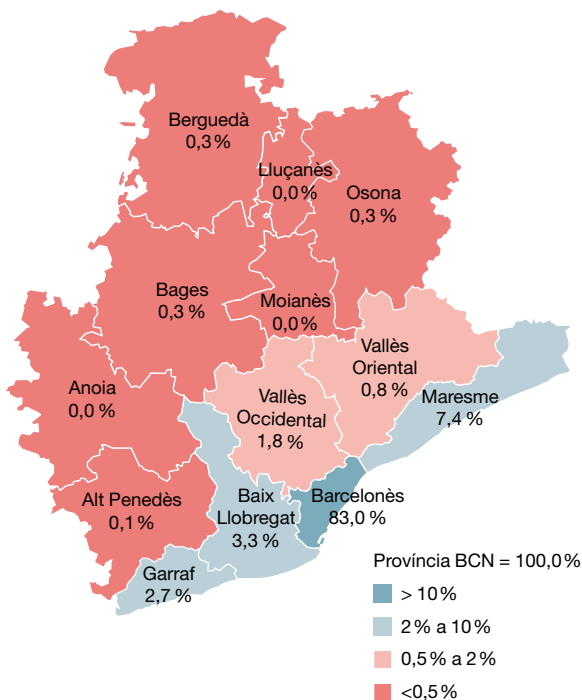 Berguedà
0,3 %
Lluçanès
0,0 %
Osona
0,3 %
Bages
0,3 %
Moianès
0,0 %
Vallès
Oriental
0,8 %
Anoia
0,0 %
Vallès
Occidental
1,8 %
Maresme
7,4 %
Alt Penedès
0,1 %
Baix
Llobregat
3,3 %
Barcelonès
83,0 %
Garraf
2,7 %
Província BCN = 100,0 %
> 10 %
2 % a 10 %
0,5 % a 2 %
<0,5 %